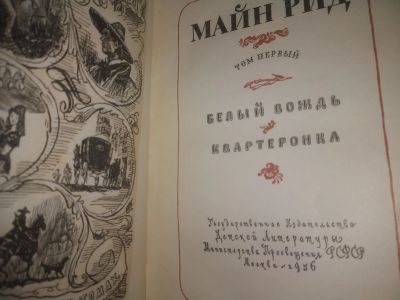 МАЙН РИД
ТОМ ПЕРВЫЙ
БЕЛЫЙ ВОЖДЬ
КВАРТЕРОНКА
Государственное Издательство
Детской Литературы
Министерства Просвещения РСФСР
Москва 1956